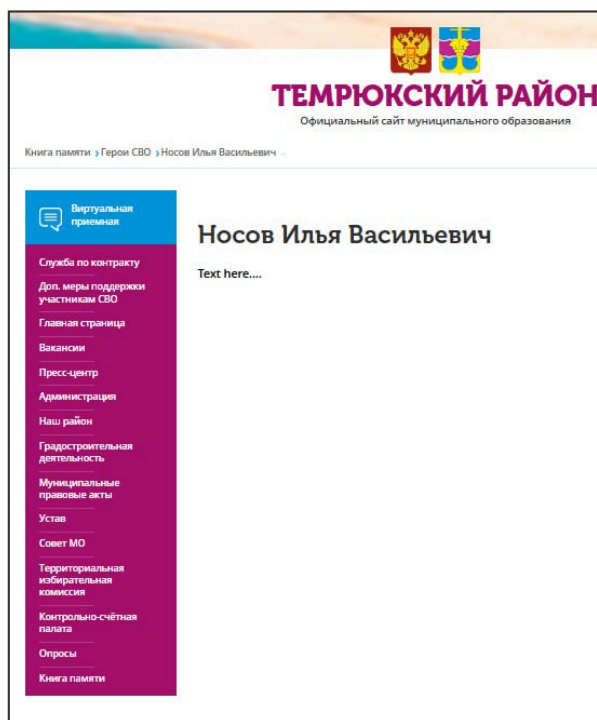 ТЕМРЮКСКИЙ РАЙОН
Официальный сайт муниципального образования
Книга памяти › Герои СВО › Носов Илья Васильевич
Виртуальная
приемная
Носов Илья Васильевич
Text here....
Служба по контракту
Доп. меры поддержки
участникам СВО
Главная страница
Вакансии
Пресс-центр
Администрация
Наш район
Градостроительная
деятельность
Муниципальные
правовые акты
Устав
Совет МО
Территориальная
избирательная
комиссия
Контрольно-счётная
палата
Опросы
Книга памяти